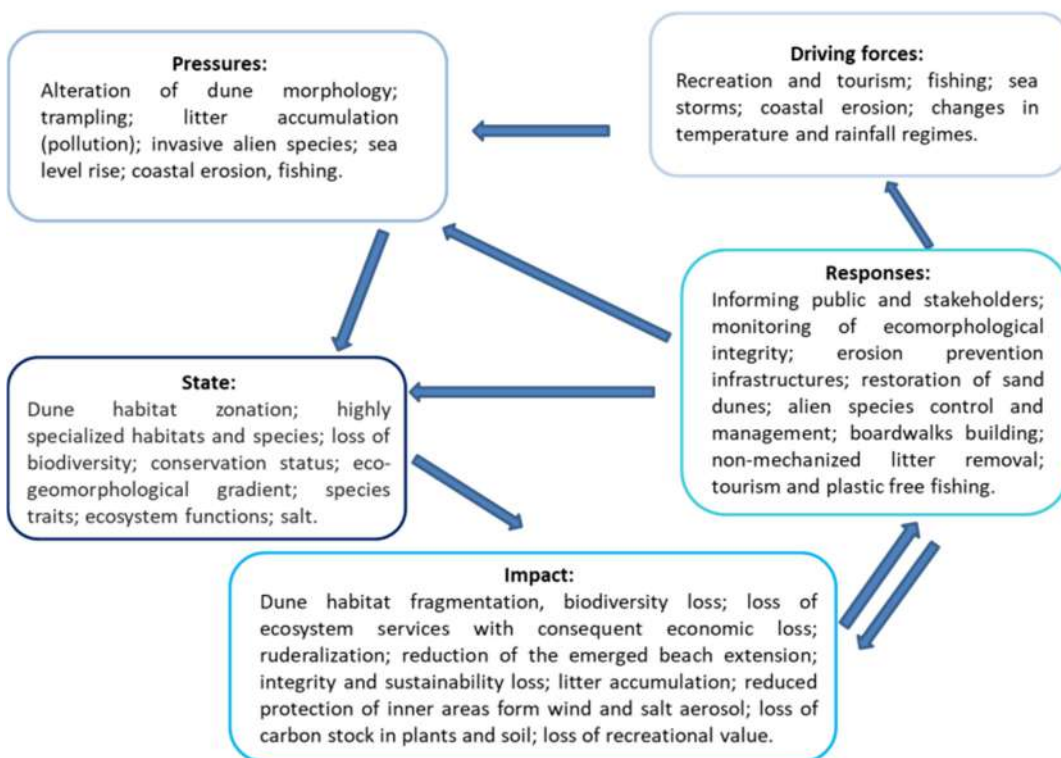 Pressures:
Alteration of dune morphology;
trampling; litter accumulation
(pollution); invasive alien species; sea
level rise; coastal erosion, fishing.
Driving forces:
Recreation and tourism; fishing; sea
storms; coastal erosion; changes in
temperature and rainfall regimes.
Responses:
Informing public and stakeholders;
monitoring of ecomorphological
integrity; erosion prevention
infrastructures; restoration of sand
dunes; alien species control and
management; boardwalks building;
non-mechanized litter removal;
tourism and plastic free fishing.
State:
Dune habitat zonation; highly
specialized habitats and species; loss of
biodiversity; conservation status; eco-
geomorphological gradient; species
traits; ecosystem functions; salt.
Impact:
Dune habitat fragmentation, biodiversity loss; loss of
ecosystem services with consequent economic loss;
ruderalization; reduction of the emerged beach extension;
integrity and sustainability loss; litter accumulation; reduced
protection of inner areas form wind and salt aerosol; loss of
carbon stock in plants and soil; loss of recreational value.